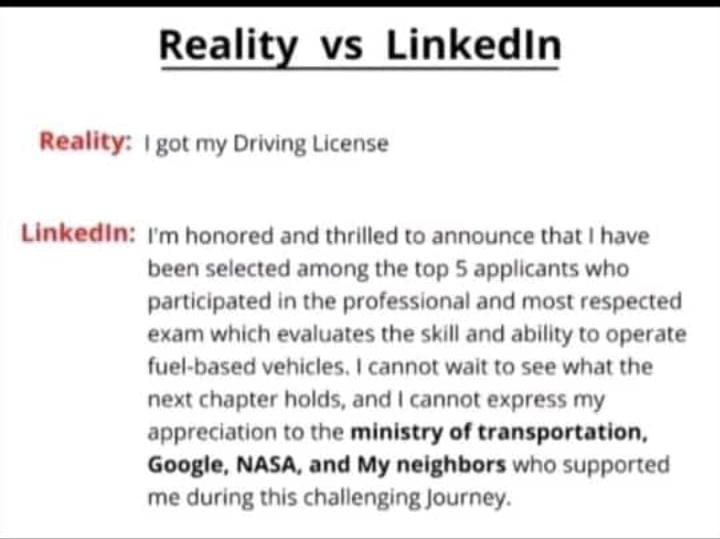 Reality vs LinkedIn
Reality: I got my Driving License
LinkedIn: I'm honored and thrilled to announce that I have
been selected among the top 5 applicants who
participated in the professional and most respected
exam which evaluates the skill and ability to operate
fuel-based vehicles. I cannot wait to see what the
next chapter holds, and I cannot express my
appreciation to the ministry of transportation,
Google, NASA, and My neighbors who supported
me during this challenging Journey.